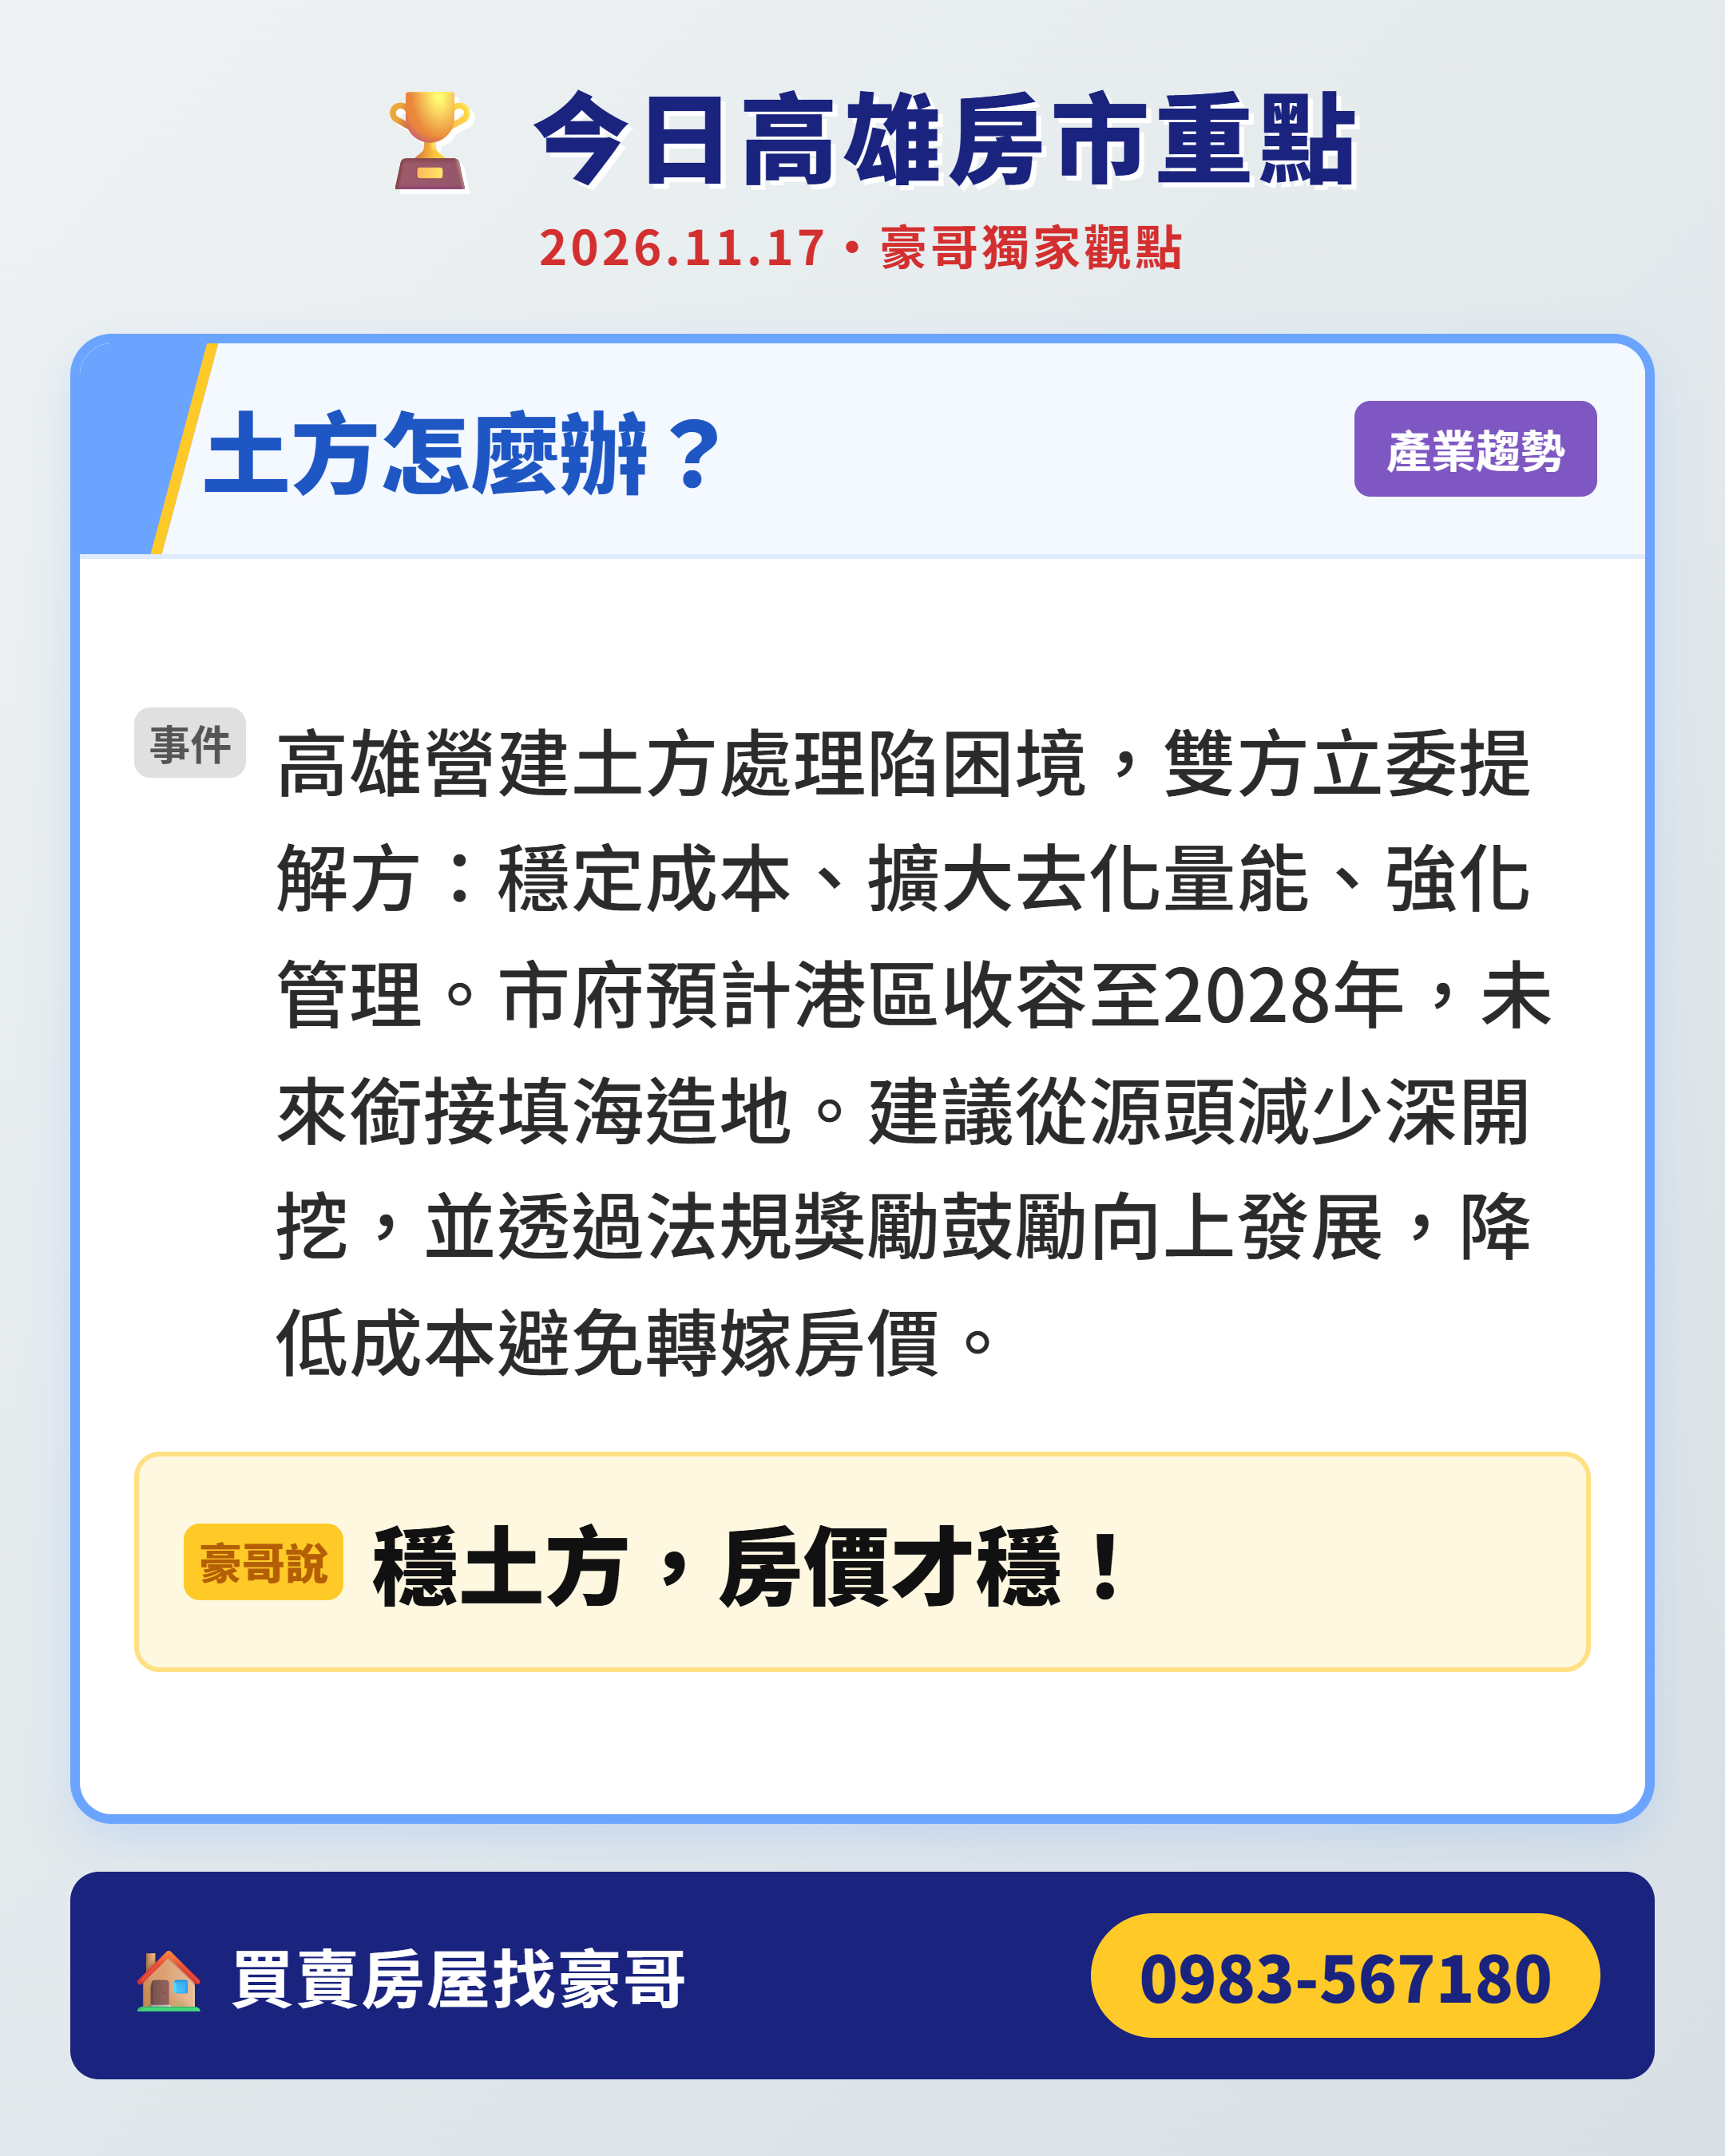 今日高雄房市重點
2026.11.17・豪哥獨家觀點
土方怎麼辦？
產業趨勢
事件
高雄營建土方處理陷困境，雙方立委提
解方：穩定成本、擴大去化量能、強化
管理。市府預計港區收容至2028年，未
來銜接填海造地。建議從源頭減少深開
挖，並透過法規獎勵鼓勵向上發展，降
低成本避免轉嫁房價。
豪哥說
穩土方，房價才穩！
買賣房屋找豪哥
0983-567180